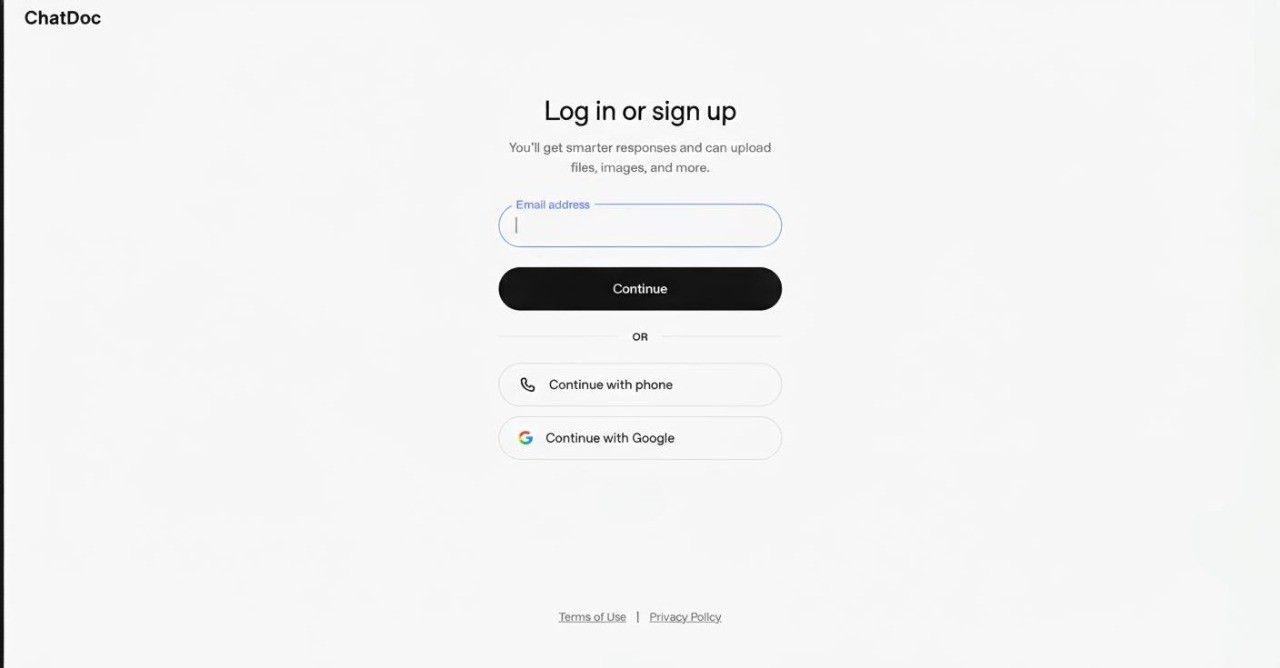 ChatDoc
Log in or sign up
You'll get smarter responses and can upload
files, images, and more.
Email address
Continue
OR
Continue with phone
Continue with Google
Terms of Use | Privacy Policy